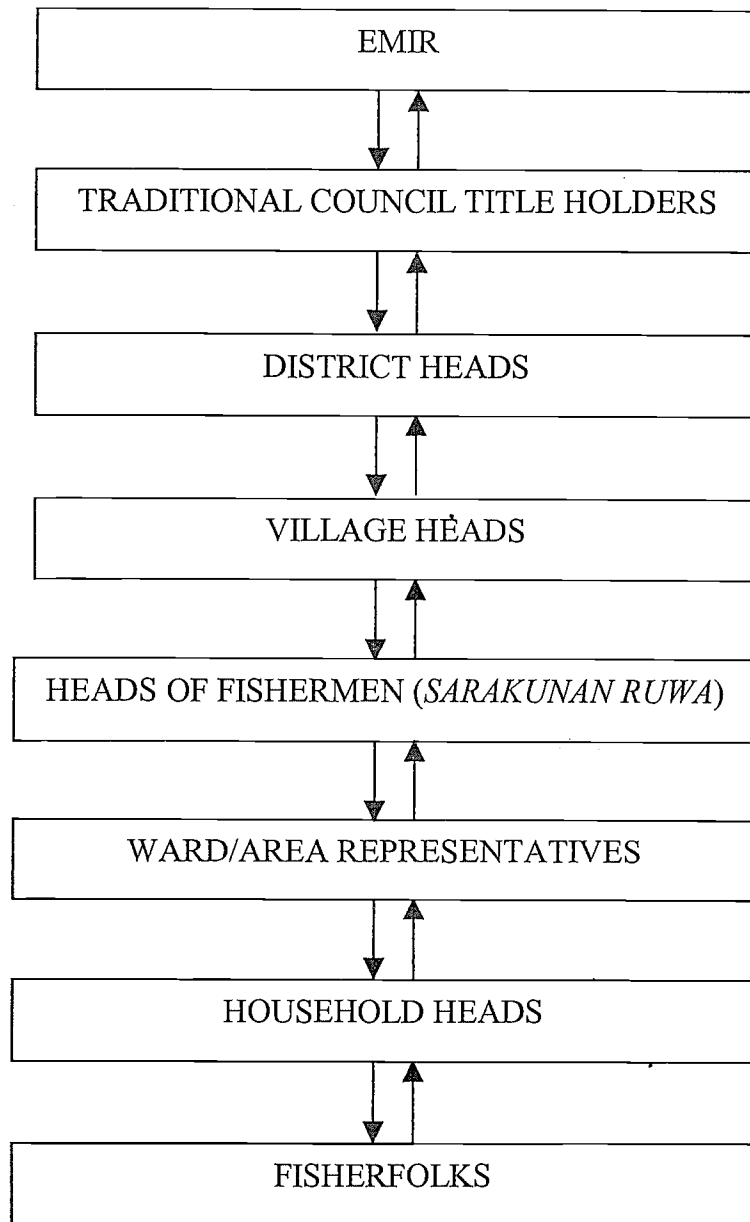 EMIR
TRADITIONAL COUNCIL TITLE HOLDERS
DISTRICT HEADS
VILLAGE HEADS
HEADS OF FISHERMEN (SARAKUNAN RUWA)
WARD/AREA REPRESENTATIVES
HOUSEHOLD HEADS
FISHERFOLKS